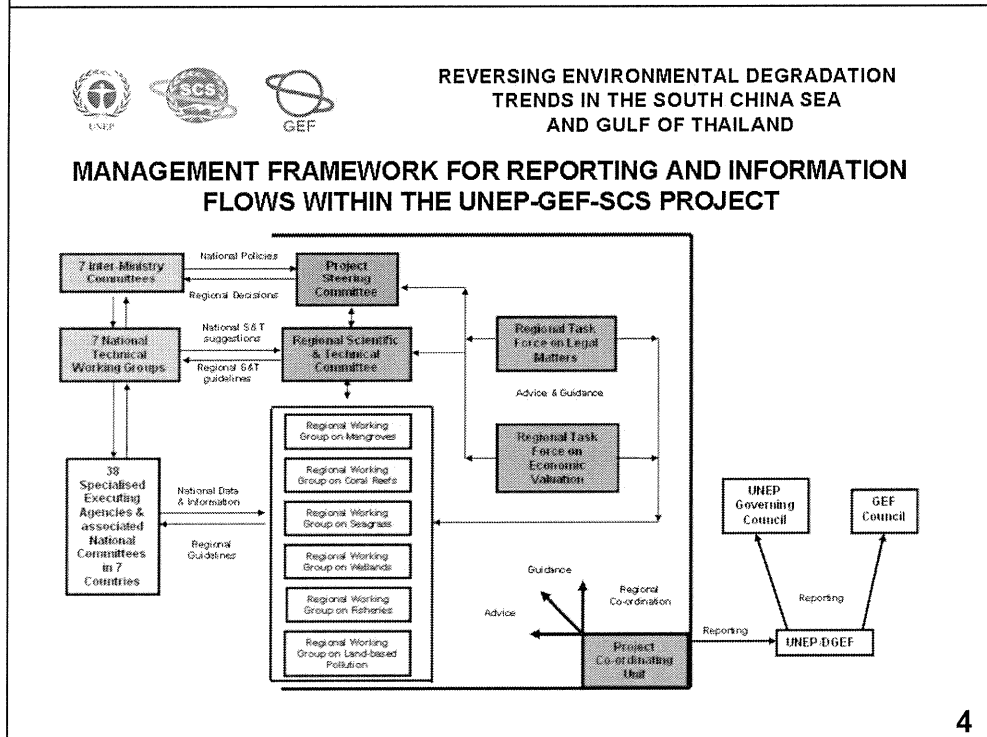 UNEP
SCS
GEF
REVERSING ENVIRONMENTAL DEGRADATION
TRENDS IN THE SOUTH CHINA SEA
AND GULF OF THAILAND
MANAGEMENT FRAMEWORK FOR REPORTING AND INFORMATION
FLOWS WITHIN THE UNEP-GEF-SCS PROJECT
7 Inter-Ministry
Committees
National Policies
Regional Decisions
Project
Steering
Committee
7 National
Technical
Working Groups
National S&T
suggestions
Regional S&T
guidelines
Regional Scientific
& Technical
Committee
Regional Task
Force on Legal
Matters
Advice & Guidance
Regional Task
Force on
Economic
Valuation
38
Specialised
Executing
Agencies &
associated
National
Committees
in 7
Countries
National Data
& Information
Regional
Guidelines
Regional Working
Group on Mangroves
Regional Working
Group on Coral Reefs
Regional Working
Group on Seagrass
Regional Working
Group on Wetlands
Regional Working
Group on Fisheries
Regional Working
Group on Land-based
Pollution
Guidance
Advice
Regional
Co-ordination
Project
Co-ordinating
Unit
Reporting
UNEP-DGEF
Reporting
UNEP
Governing
Council
GEF
Council
4